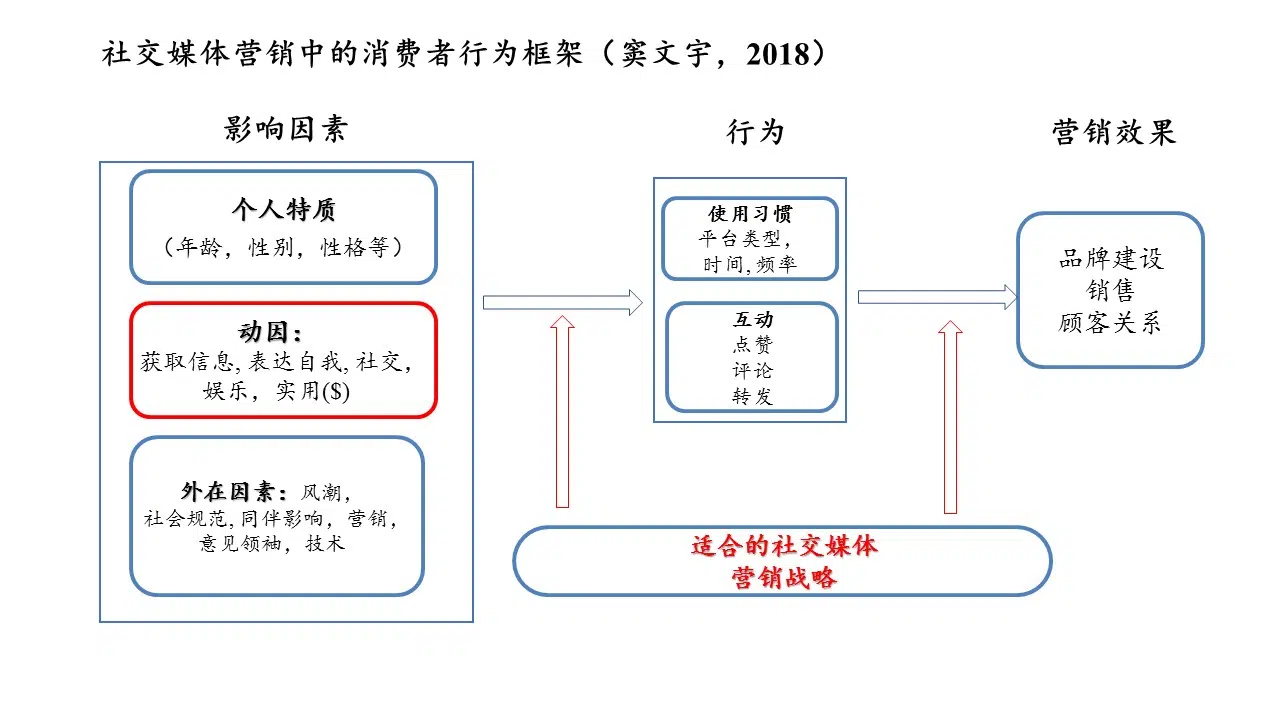 社交媒体营销中的消费者行为框架（窦文宇，2018）
影响因素
行为
营销效果
个人特质
（年龄，性别，性格等）
动因：
获取信息, 表达自我, 社交，
娱乐，实用($)
外在因素：风潮，
社会规范, 同伴影响，营销，
意见领袖，技术
使用习惯
平台类型，
时间, 频率
互动
点赞
评论
转发
品牌建设
销售
顾客关系
适合的社交媒体
营销战略